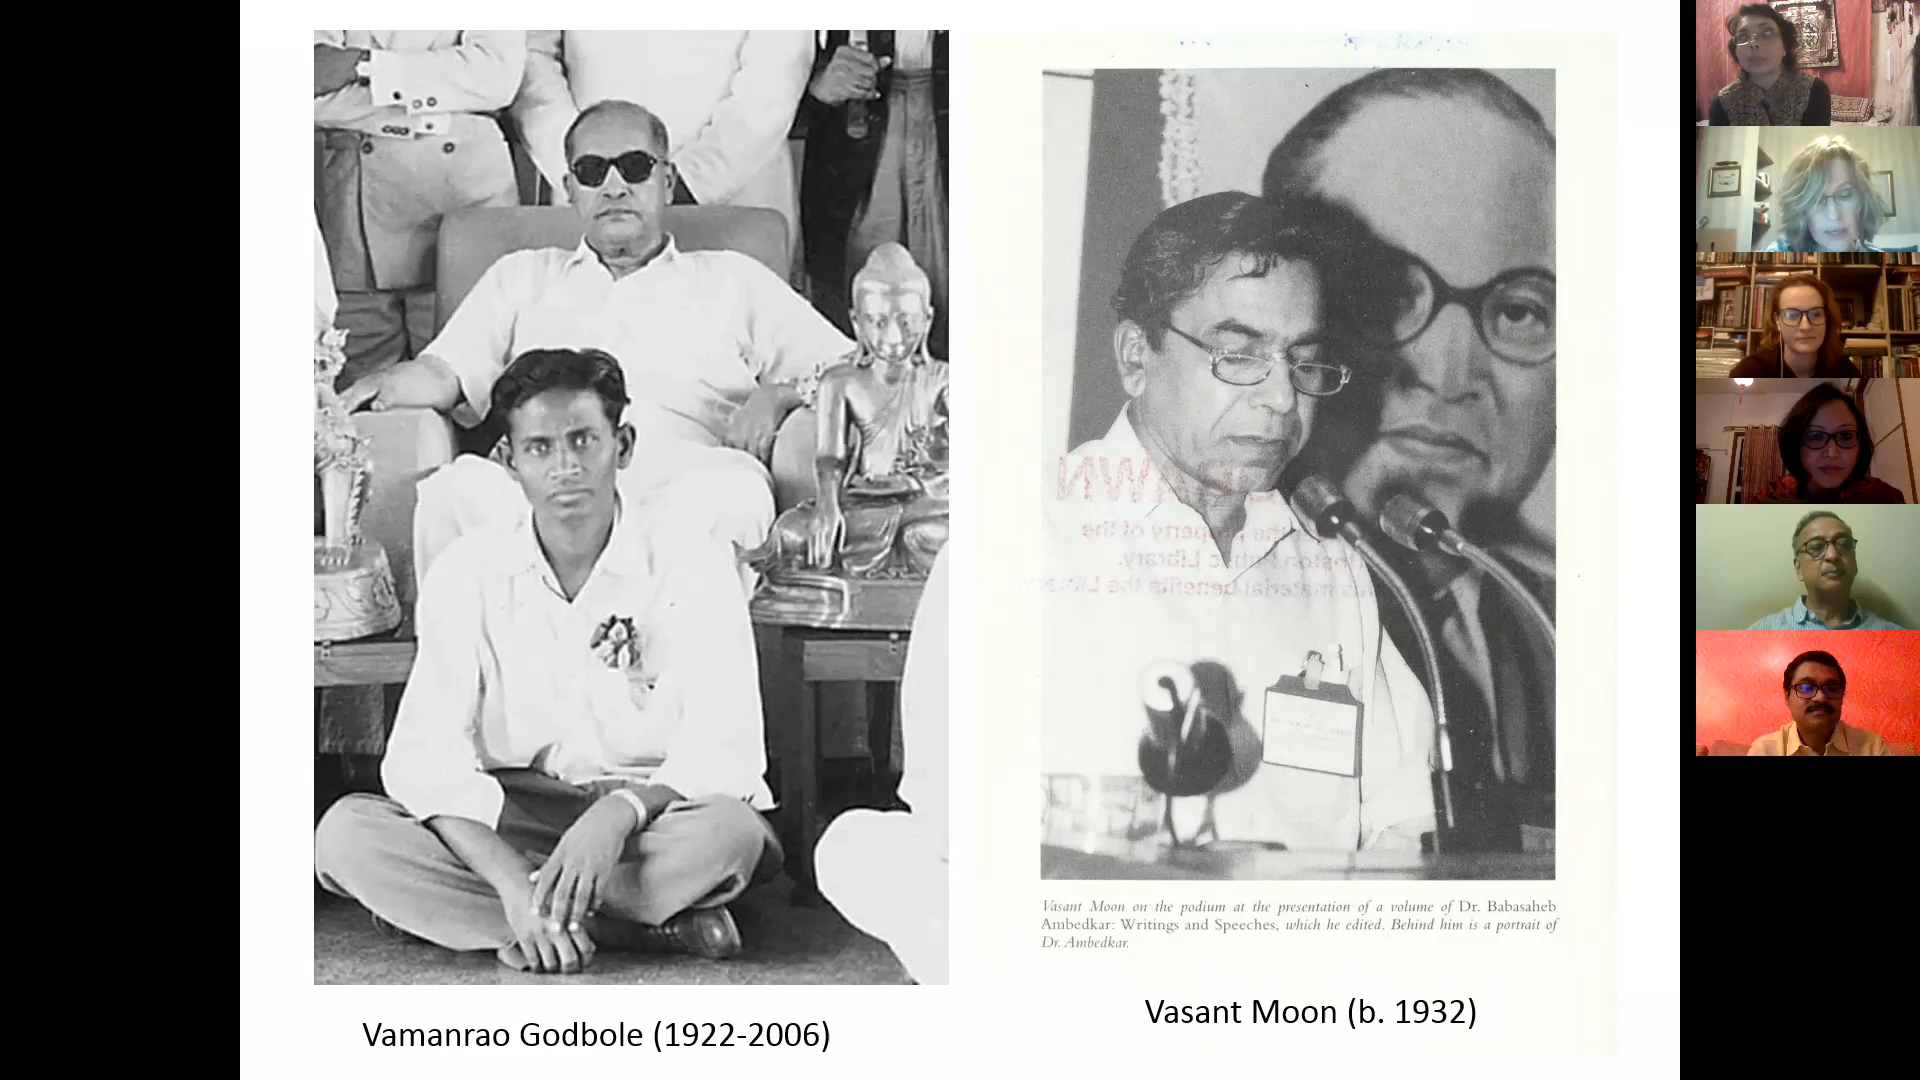 Vasant Moon on the podium at the presentation of a volume of Dr. Babasaheb
Ambedkar: Writings and Speeches, which he edited. Behind him is a portrait of
Dr. Ambedkar.
Vamanrao Godbole (1922-2006)
Vasant Moon (b. 1932)